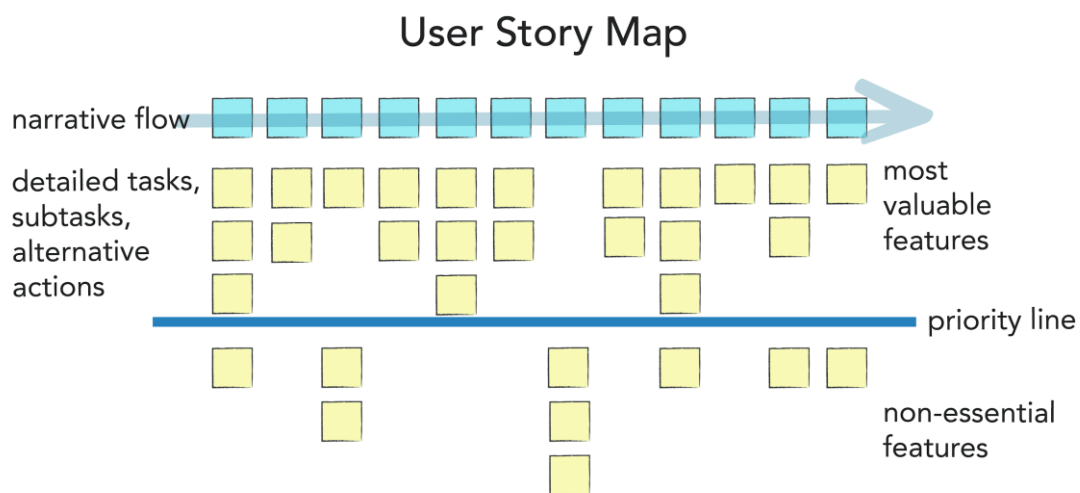 User Story Map
narrative flow
detailed tasks,
subtasks,
alternative
actions
most
valuable
features
priority line
non-essential
features